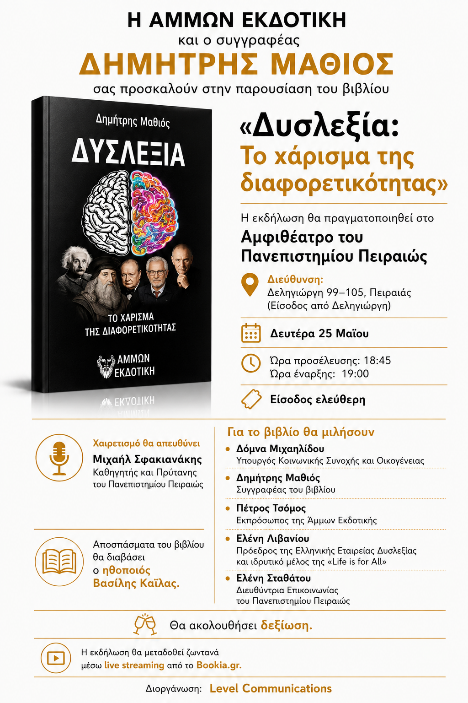 Η ΑΜΜΩΝ ΕΚΔΟΤΙΚΗ
και ο συγγραφέας
ΔΗΜΗΤΡΗΣ ΜΑΘΙΟΣ
σας προσκαλούν στην παρουσίαση του βιβλίου
Δημήτρης Μαθιός
ΔΥΣΛΕΞΙΑ
ΤΟ ΧΑΡΙΣΜΑ
ΤΗΣ ΔΙΑΦΟΡΕΤΙΚΟΤΗΤΑΣ
ΑΜΜΩΝ
ΕΚΔΟΤΙΚΗ
«Δυσλεξία:
Το χάρισμα της
διαφορετικότητας»
Η εκδήλωση θα πραγματοποιηθεί στο
Αμφιθέατρο του
Πανεπιστημίου Πειραιώς
Διεύθυνση:
Δεληγιώργη 99–105, Πειραιάς
(Είσοδος από Δεληγιώργη)
Δευτέρα 25 Μαΐου
Ώρα προσέλευσης: 18:45
Ώρα έναρξης: 19:00
Είσοδος ελεύθερη
Χαιρετισμό θα απευθύνει
Μιχαήλ Σφακιανάκης
Καθηγητής και Πρύτανης
του Πανεπιστημίου Πειραιώς
Αποσπάσματα του βιβλίου
θα διαβάσει
ο ηθοποιός
Βασίλης Καΐλας.
Για το βιβλίο θα μιλήσουν
• Δόμνα Μιχαηλίδου
Υπουργός Κοινωνικής Συνοχής και Οικογένειας
• Δημήτρης Μαθιός
Συγγραφέας του βιβλίου
• Πέτρος Τσόμος
Εκπρόσωπος της Άμμων Εκδοτικής
• Ελένη Λιβανίου
Πρόεδρος της Ελληνικής Εταιρείας Δυσλεξίας
και ιδρυτικό μέλος της «Life is for All»
• Ελένη Σταθάτου
Διευθύντρια Επικοινωνίας
του Πανεπιστημίου Πειραιώς
Θα ακολουθήσει δεξίωση.
Η εκδήλωση θα μεταδοθεί ζωντανά
μέσω live streaming από το Bookia.gr.
Διοργάνωση: Level Communications